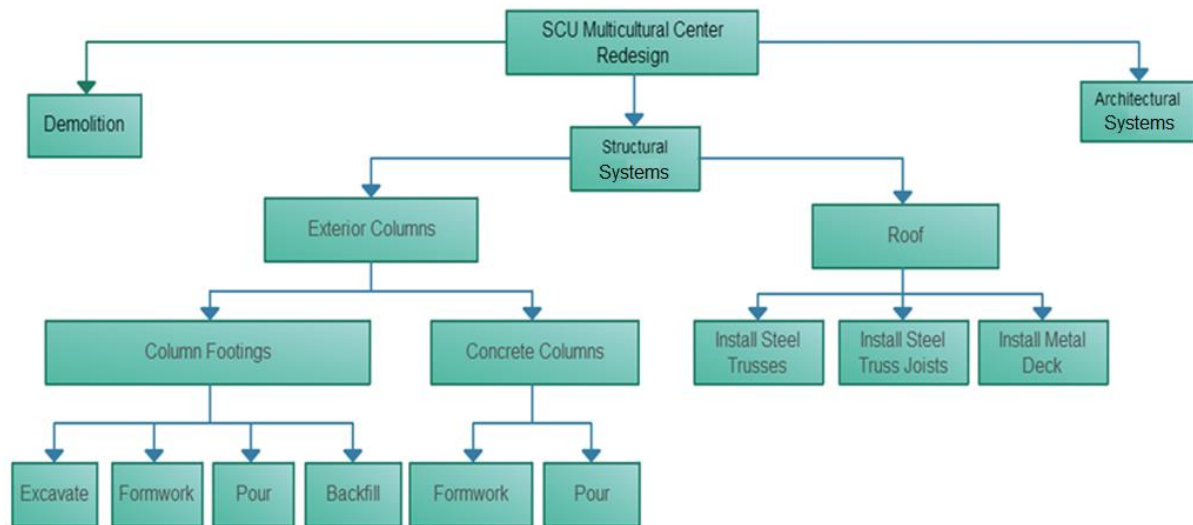 SCU Multicultural Center
Redesign
Demolition
Structural
Systems
Architectural
Systems
Exterior Columns
Roof
Column Footings
Concrete Columns
Install Steel
Trusses
Install Steel
Truss Joists
Install Metal
Deck
Excavate
Formwork
Pour
Backfill
Formwork
Pour